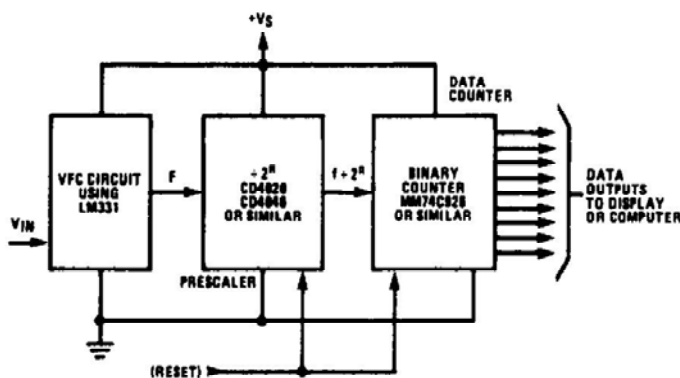 +VS
DATA
COUNTER
VFC CIRCUIT
USING
LM331
F
÷ 2ᴿ
CD4020
CD4040
OR SIMILAR
f ÷ 2ᴿ
BINARY
COUNTER
OR SIMILAR
DATA
OUTPUTS
TO DISPLAY
OR COMPUTER
VIN
PRESCALER
(RESET)